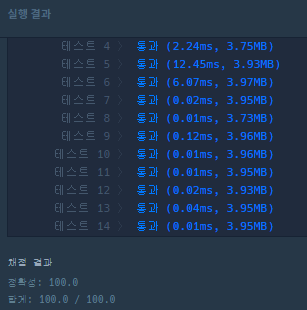 실행 결과
테스트 4 〉 통과 (2.24ms, 3.75MB)
테스트 5 〉 통과 (12.45ms, 3.93MB)
테스트 6 〉 통과 (6.07ms, 3.97MB)
테스트 7 〉 통과 (0.02ms, 3.95MB)
테스트 8 〉 통과 (0.01ms, 3.73MB)
테스트 9 〉 통과 (0.12ms, 3.96MB)
테스트 10 〉 통과 (0.01ms, 3.96MB)
테스트 11 〉 통과 (0.01ms, 3.95MB)
테스트 12 〉 통과 (0.02ms, 3.93MB)
테스트 13 〉 통과 (0.04ms, 3.95MB)
테스트 14 〉 통과 (0.01ms, 3.95MB)
채점 결과
정확성: 100.0
합계: 100.0 / 100.0